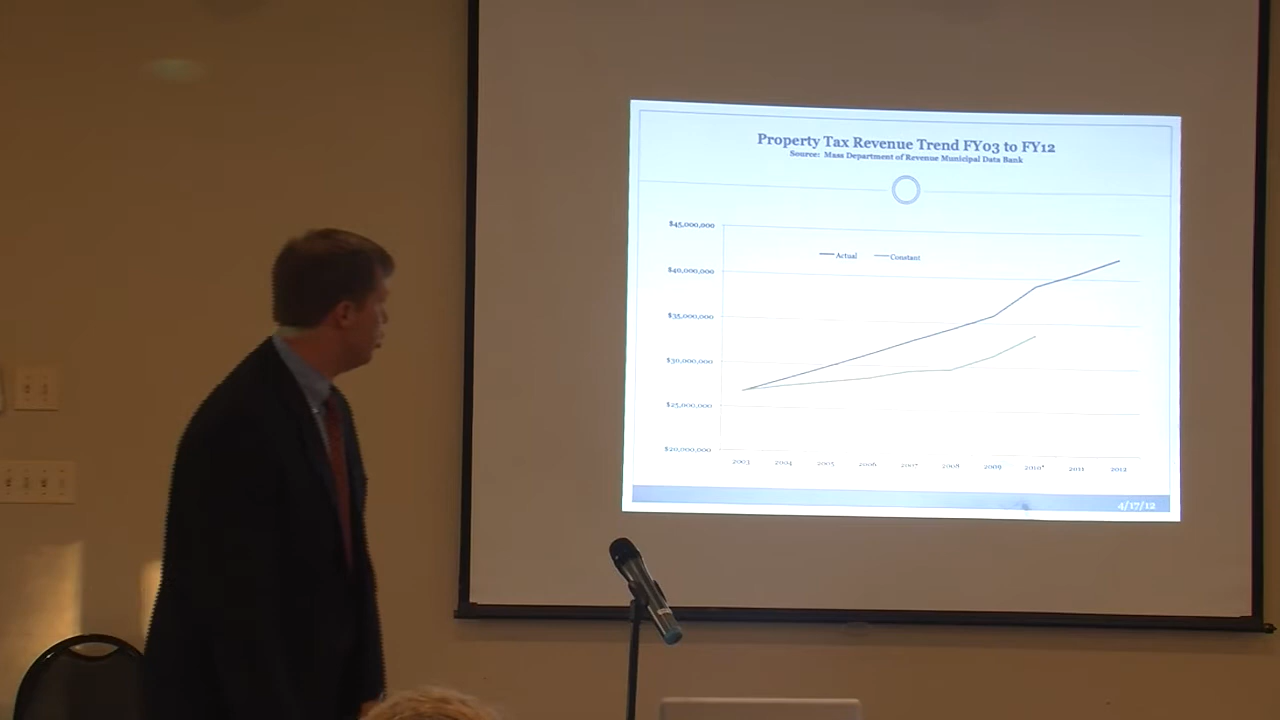 Property Tax Revenue Trend FY03 to FY12
Source: Mass Department of Revenue Municipal Data Bank
$45,000,000
Actual Constant
$40,000,000
$35,000,000
$30,000,000
$25,000,000
$20,000,000
2003 2004 2005 2006 2007 2008 2009 2010* 2011 2012
4/17/12